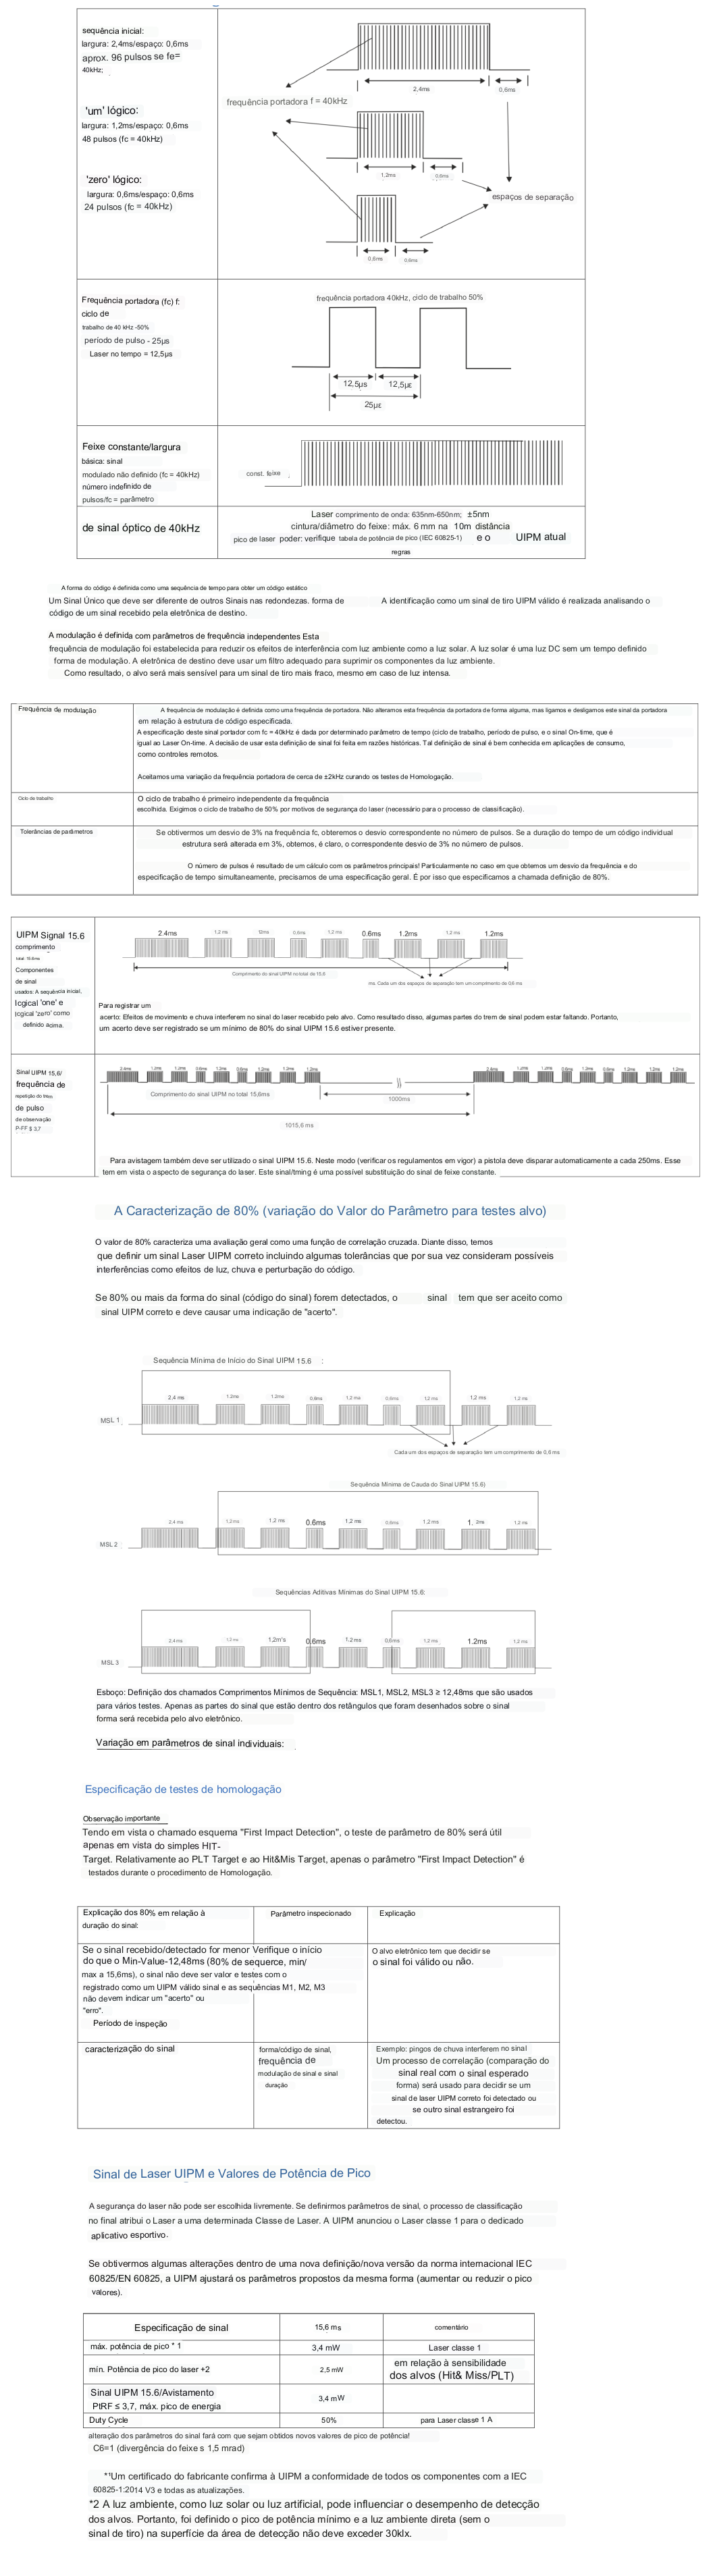 sequência inicial:
largura: 2,4ms/espaço: 0,6ms
aprox. 96 pulsos se fe=
40kHz;
'um' lógico:
largura: 1,2ms/espaço: 0,6ms
48 pulsos (fc = 40kHz)
'zero' lógico:
largura: 0,6ms/espaço: 0,6ms
24 pulsos (fc = 40kHz)
2,4ms 0,6ms
frequência portadora f = 40kHz
1,2ms 0,6ms
espaços de separação
0,6ms 0,6ms
Frequência portadora (fc) f:
ciclo de
trabalho de 40 kHz -50%
período de pulso - 25µs
Laser no tempo = 12,5µs
frequência portadora 40kHz, ciclo de trabalho 50%
12,5µs 12,5µε
25µε
Feixe constante/largura
básica: sinal
modulado não definido (fc = 40kHz)
número indefinido de
pulsos/fc = parâmetro
const. feixe
de sinal óptico de 40kHz
Laser comprimento de onda: 635nm-650nm; ±5nm
cintura/diâmetro do feixe: máx. 6 mm na 10m distância
pico de laser poder: verifique tabela de potência de pico (IEC 60825-1) e o UIPM atual
regras
A forma do código é definida como uma sequência de tempo para obter um código estático
Um Sinal Único que deve ser diferente de outros Sinais nas redondezas. forma de A identificação como um sinal de tiro UIPM válido é realizada analisando o
código de um sinal recebido pela eletrônica de destino.
A modulação é definida com parâmetros de frequência independentes Esta
frequência de modulação foi estabelecida para reduzir os efeitos de interferência com luz ambiente como a luz solar. A luz solar é uma luz DC sem um tempo definido
forma de modulação. A eletrônica de destino deve usar um filtro adequado para suprimir os componentes da luz ambiente.
Como resultado, o alvo será mais sensível para um sinal de tiro mais fraco, mesmo em caso de luz intensa.
Frequência de modulação
A frequência de modulação é definida como uma frequência de portadora. Não alteramos esta frequência da portadora de forma alguma, mas ligamos e desligamos este sinal da portadora
em relação à estrutura de código especificada.
A especificação deste sinal portador com fc = 40kHz é dada por determinado parâmetro de tempo (ciclo de trabalho, período de pulso, e o sinal On-time, que é
igual ao Laser On-time. A decisão de usar esta definição de sinal foi feita em razões históricas. Tal definição de sinal é bem conhecida em aplicações de consumo,
como controles remotos.
Aceitamos uma variação da frequência portadora de cerca de ±2kHz curando os testes de Homologação.
Ciclo de trabalho
O ciclo de trabalho é primeiro independente da frequência
escolhida. Exigimos o ciclo de trabalho de 50% por motivos de segurança do laser (necessário para o processo de classificação).
Tolerâncias de parâmetros
Se obtivermos um desvio de 3% na frequência fc, obteremos o desvio correspondente no número de pulsos. Se a duração do tempo de um código individual
estrutura será alterada em 3%, obtemos, é claro, o correspondente desvio de 3% no número de pulsos.
O número de pulsos é resultado de um cálculo com os parâmetros principais! Particularmente no caso em que obtemos um desvio da frequência e do
especificação de tempo simultaneamente, precisamos de uma especificação geral. É por isso que especificamos a chamada definição de 80%.
UIPM Signal 15.6
comprimento
total: 15.6ms
Componentes
de sinal
usados: A sequência inicial,
Icgical 'one' e
Icgical 'zero' como
definido acima.
2.4ms 1,2 ms 12ms 0,6ms 1,2 ms 0.6ms 1.2ms 1,2 ms 1.2ms
Comprimento do sinal UIPM no total de 15.6
ms. Cada um dos espaços de separação tem um comprimento de 0.6 ms
Para registrar um
acerto: Efeitos de movimento e chuva interferem no sinal do laser recebido pelo alvo. Como resultado disso, algumas partes do trem de sinal podem estar faltando. Portanto,
um acerto deve ser registrado se um mínimo de 80% do sinal UIPM 15.6 estiver presente.
Sinal UIPM 15,6/
frequência de
repetição do trem
de pulso
de observação
P-FF $ 3,7
2.4ms 1.2ms 1.2ms 0.6ms 1.2ms 0.6ms 1.2ms 1.2ms 1.2ms
Comprimento do sinal UIPM no total 15,6ms
1000ms
1015,6 ms
Para avistagem também deve ser utilizado o sinal UIPM 15.6. Neste modo (verificar os regulamentos em vigor) a pistola deve disparar automaticamente a cada 250ms. Esse
tem em vista o aspecto de segurança do laser. Este sinal/tming é uma possível substituição do sinal de feixe constante.
A Caracterização de 80% (variação do Valor do Parâmetro para testes alvo)
O valor de 80% caracteriza uma avaliação geral como uma função de correlação cruzada. Diante disso, temos
que definir um sinal Laser UIPM correto incluindo algumas tolerâncias que por sua vez consideram possíveis
interferências como efeitos de luz, chuva e perturbação do código.
Se 80% ou mais da forma do sinal (código do sinal) forem detectados, o sinal tem que ser aceito como
sinal UIPM correto e deve causar uma indicação de "acerto".
Sequência Mínima de Início do Sinal UIPM 15.6 :
2.4 ms 1.2ms 1.2ms 0.6ms 1.2 ms 0.6ms 1.2 ms 1.2 ms 1.2 ms
MSL 1
Cada um dos espaços de separação tem um comprimento de 0,6 ms
Sequência Mínima de Cauda do Sinal UIPM 15.6)
2.4 ms 1.2ms 1.2 ms 0.6ms 1.2 ms 0.6ms 1.2ms 1. 2ms 1.2 ms
MSL 2
Sequências Aditivas Mínimas do Sinal UIPM 15.6:
2.4 ms 1.2 ms 1.2m's 0.6ms 1.2 ms 0.6ms 1.2 ms 1.2ms 1.2 ms
MSL 3
Esboço: Definição dos chamados Comprimentos Mínimos de Sequência: MSL1, MSL2, MSL3 ≥ 12,48ms que são usados
para vários testes. Apenas as partes do sinal que estão dentro dos retângulos que foram desenhados sobre o sinal
forma será recebida pelo alvo eletrônico.
Variação em parâmetros de sinal individuais:
Especificação de testes de homologação
Observação importante
Tendo em vista o chamado esquema "First Impact Detection", o teste de parâmetro de 80% será útil
apenas em vista do simples HIT-
Target. Relativamente ao PLT Target e ao Hit&Mis Target, apenas o parâmetro "First Impact Detection" é
testados durante o procedimento de Homologação.
Explicação dos 80% em relação à
duração do sinal:
Parâmetro inspecionado
Explicação
Se o sinal recebido/detectado for menor Verifique o início
do que o Min-Value-12,48ms (80% de sequerce, min/
max a 15,6ms), o sinal não deve ser valor e testes com o
registrado como um UIPM válido sinal e as sequências M1, M2, M3
não devem indicar um "acerto" ou
"erro".
Período de inspeção
O alvo eletrônico tem que decidir se
o sinal foi válido ou não.
caracterização do sinal
forma/código de sinal,
frequência de
modulação de sinal e sinal
duração
Exemplo: pingos de chuva interferem no sinal
Um processo de correlação (comparação do
sinal real com o sinal esperado
forma) será usado para decidir se um
sinal de laser UIPM correto foi detectado ou
se outro sinal estrangeiro foi
detectou.
Sinal de Laser UIPM e Valores de Potência de Pico
A segurança do laser não pode ser escolhida livremente. Se definirmos parâmetros de sinal, o processo de classificação
no final atribui o Laser a uma determinada Classe de Laser. A UIPM anunciou o Laser classe 1 para o dedicado
aplicativo esportivo.
Se obtivermos algumas alterações dentro de uma nova definição/nova versão da norma internacional IEC
60825/EN 60825, a UIPM ajustará os parâmetros propostos da mesma forma (aumentar ou reduzir o pico
valores).
Especificação de sinal 15,6 ms comentário
máx. potência de pico * 1 3,4 mW Laser classe 1
mín. Potência de pico do laser +2 2,5 mW em relação à sensibilidade
dos alvos (Hit& Miss/PLT)
Sinal UIPM 15.6/Avistamento
PtRF ≤ 3,7, máx. pico de energia 3,4 mW
Duty Cycle 50% para Laser classe 1 A
alteração dos parâmetros do sinal fará com que sejam obtidos novos valores de pico de potência!
C6=1 (divergência do feixe s 1,5 mrad)
*¹Um certificado do fabricante confirma à UIPM a conformidade de todos os componentes com a IEC
60825-1:2014 V3 e todas as atualizações.
*2 A luz ambiente, como luz solar ou luz artificial, pode influenciar o desempenho de detecção
dos alvos. Portanto, foi definido o pico de potência mínimo e a luz ambiente direta (sem o
sinal de tiro) na superfície da área de detecção não deve exceder 30klx.